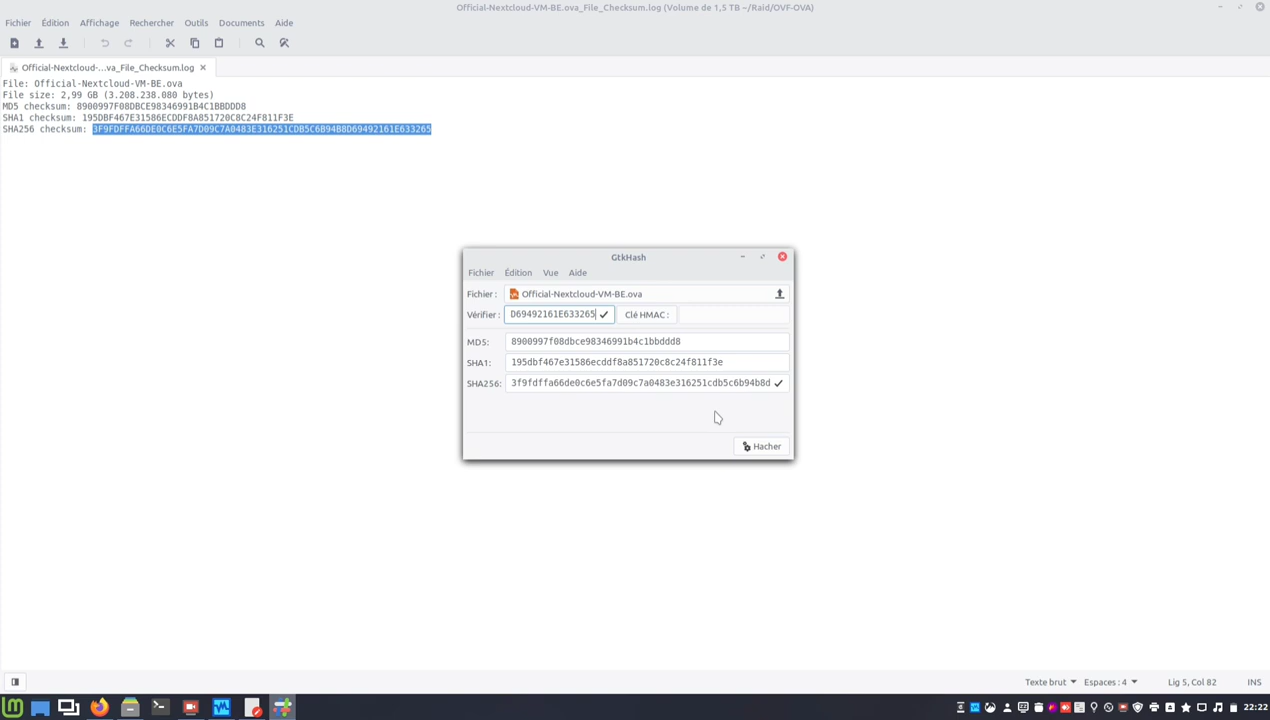 Official-Nextcloud-VM-BE.ova_File_Checksum.log (Volume de 1,5 TB ~/Raid/OVF-OVA)
Fichier Édition Affichage Rechercher Outils Documents Aide
Official-Nextcloud-...va_File_Checksum.log
File: Official-Nextcloud-VM-BE.ova
File size: 2,99 GB (3.208.238.080 bytes)
MD5 checksum: 8900997F08DBCE98346991B4C1BBDDD8
SHA1 checksum: 195DBF467E31586ECDDF8A851720C8C24F811F3E
SHA256 checksum: 3F9FDFFA66DE0C6E5FA7D09C7A0483E316251CDB5C6B94B8D69492161E633265
GtkHash
Fichier Édition Vue Aide
Fichier : Official-Nextcloud-VM-BE.ova
Vérifier : D69492161E633265 Clé HMAC :
MD5: 8900997f08dbce98346991b4c1bbddd8
SHA1: 195dbf467e31586ecddf8a851720c8c24f811f3e
SHA256: 3f9fdffa66de0c6e5fa7d09c7a0483e316251cdb5c6b94b8d
Hacher
Texte brut Espaces : 4 Lig 5, Col 82 INS
22:22